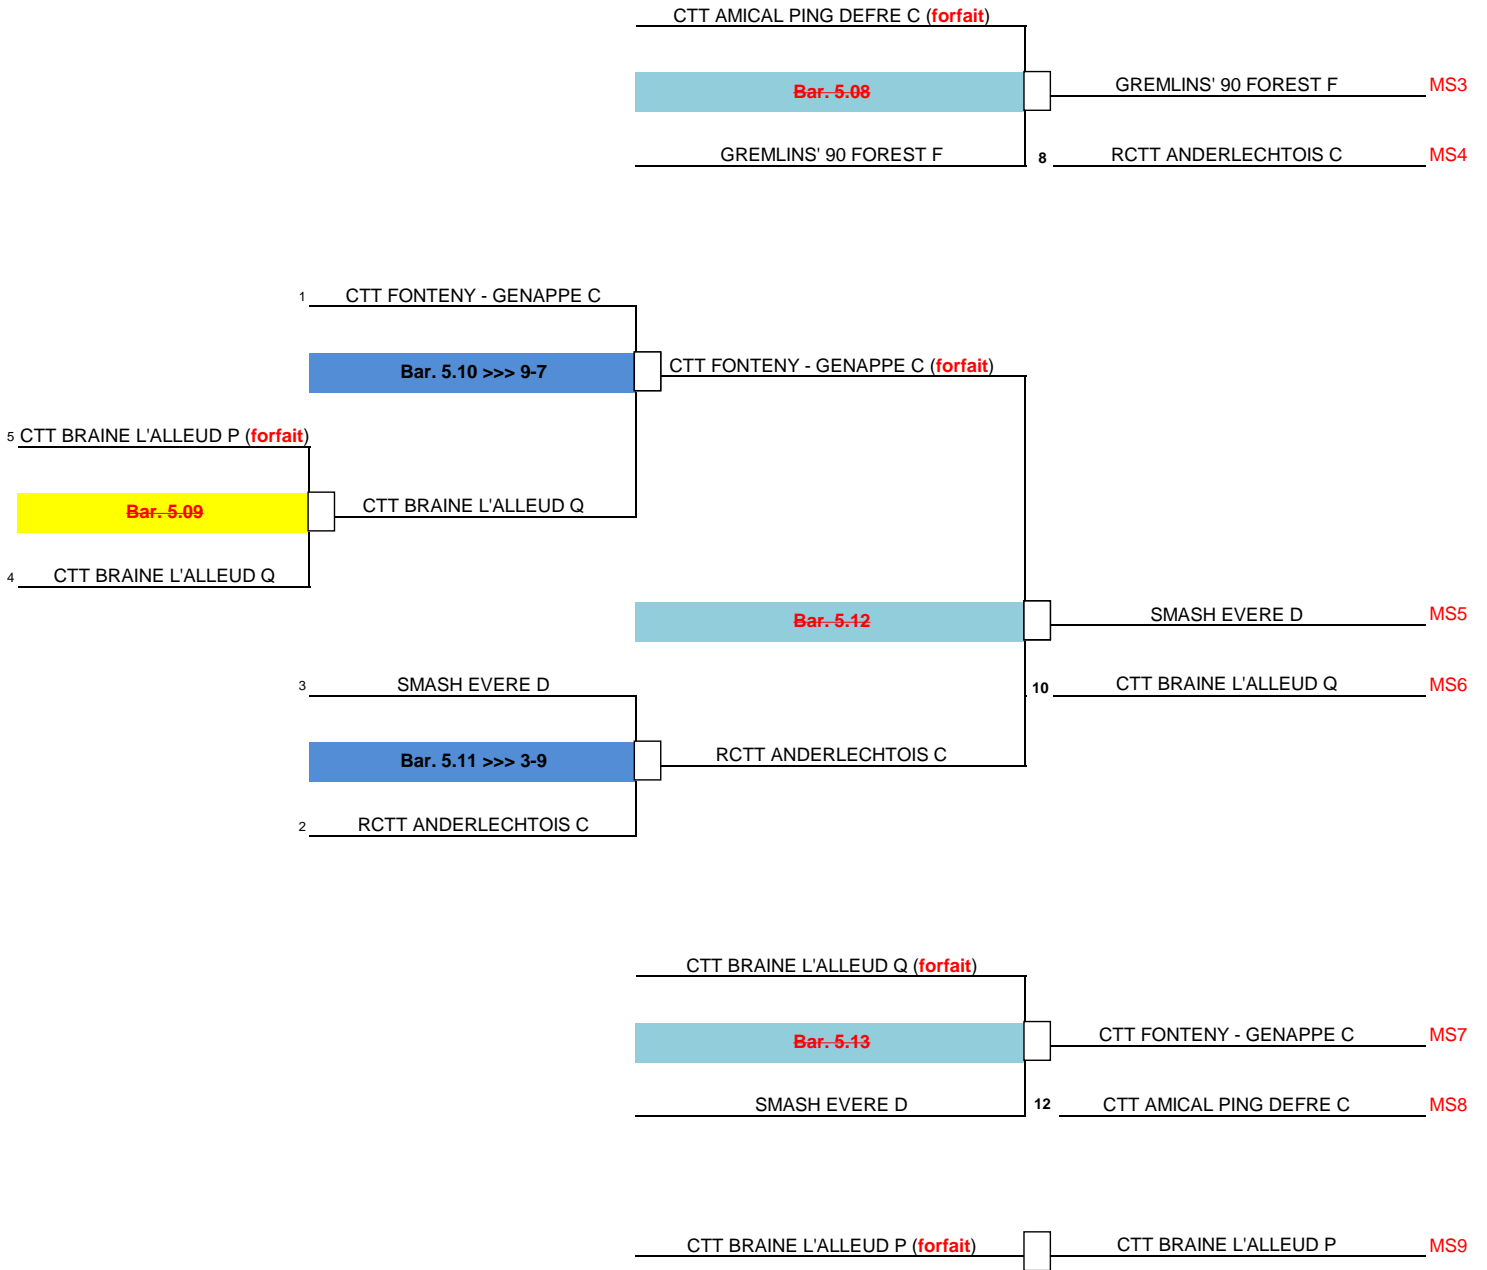 CTT AMICAL PING DEFRE C (forfait)
Bar. 5.08
GREMLINS' 90 FOREST F MS3
GREMLINS' 90 FOREST F 8 RCTT ANDERLECHTOIS C MS4
1 CTT FONTENY - GENAPPE C
Bar. 5.10 >>> 9-7
CTT FONTENY - GENAPPE C (forfait)
5 CTT BRAINE L'ALLEUD P (forfait)
Bar. 5.09
CTT BRAINE L'ALLEUD Q
4 CTT BRAINE L'ALLEUD Q
Bar. 5.12
SMASH EVERE D MS5
3 SMASH EVERE D
10 CTT BRAINE L'ALLEUD Q MS6
Bar. 5.11 >>> 3-9
RCTT ANDERLECHTOIS C
2 RCTT ANDERLECHTOIS C
CTT BRAINE L'ALLEUD Q (forfait)
Bar. 5.13
CTT FONTENY - GENAPPE C MS7
SMASH EVERE D 12 CTT AMICAL PING DEFRE C MS8
CTT BRAINE L'ALLEUD P (forfait) CTT BRAINE L'ALLEUD P MS9